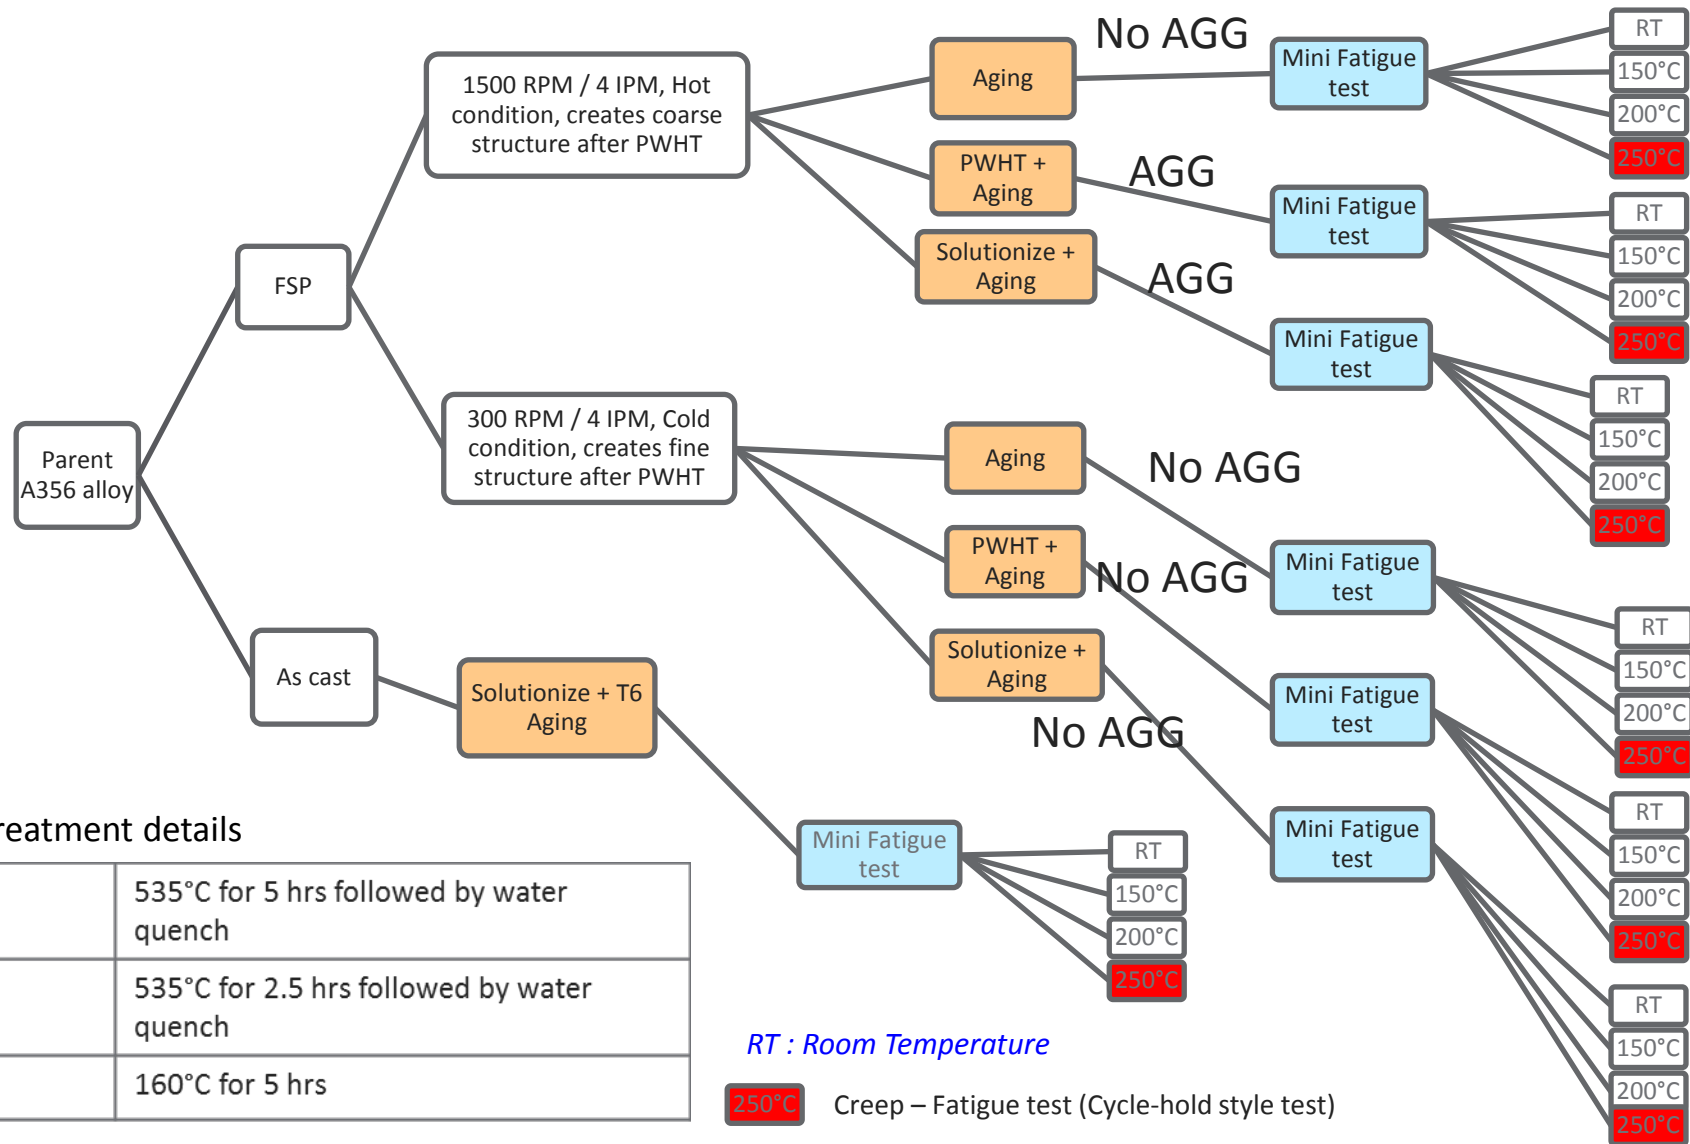 No AGG
1500 RPM / 4 IPM, Hot
condition, creates coarse
structure after PWHT
Aging
Mini Fatigue
test
RT
150°C
200°C
250°C
PWHT +
Aging
AGG
Mini Fatigue
test
RT
150°C
200°C
250°C
Solutionize +
Aging
AGG
Mini Fatigue
test
RT
150°C
200°C
250°C
FSP
300 RPM / 4 IPM, Cold
condition, creates fine
structure after PWHT
Parent
A356 alloy
Aging
No AGG
Mini Fatigue
test
RT
150°C
200°C
250°C
PWHT +
Aging
No AGG
Mini Fatigue
test
RT
150°C
200°C
250°C
Solutionize +
Aging
No AGG
Mini Fatigue
test
RT
150°C
200°C
250°C
As cast
Solutionize + T6
Aging
Mini Fatigue
test
RT
150°C
200°C
250°C
reatment details
535°C for 5 hrs followed by water
quench
535°C for 2.5 hrs followed by water
quench
160°C for 5 hrs
RT : Room Temperature
250°C
Creep – Fatigue test (Cycle-hold style test)